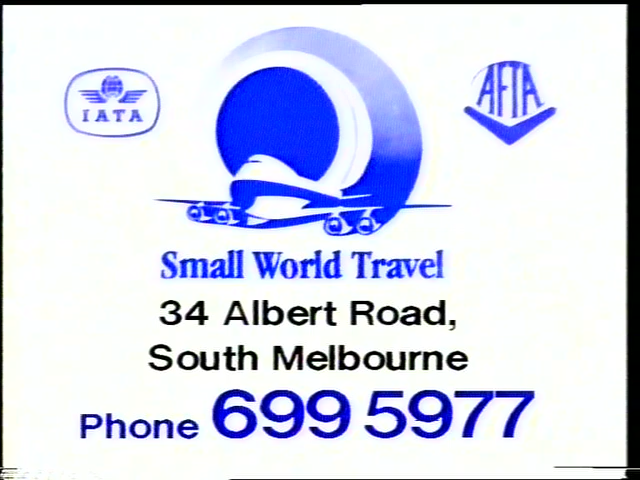 IATA
AFTA
Small World Travel
34 Albert Road,
South Melbourne
Phone 699 5977